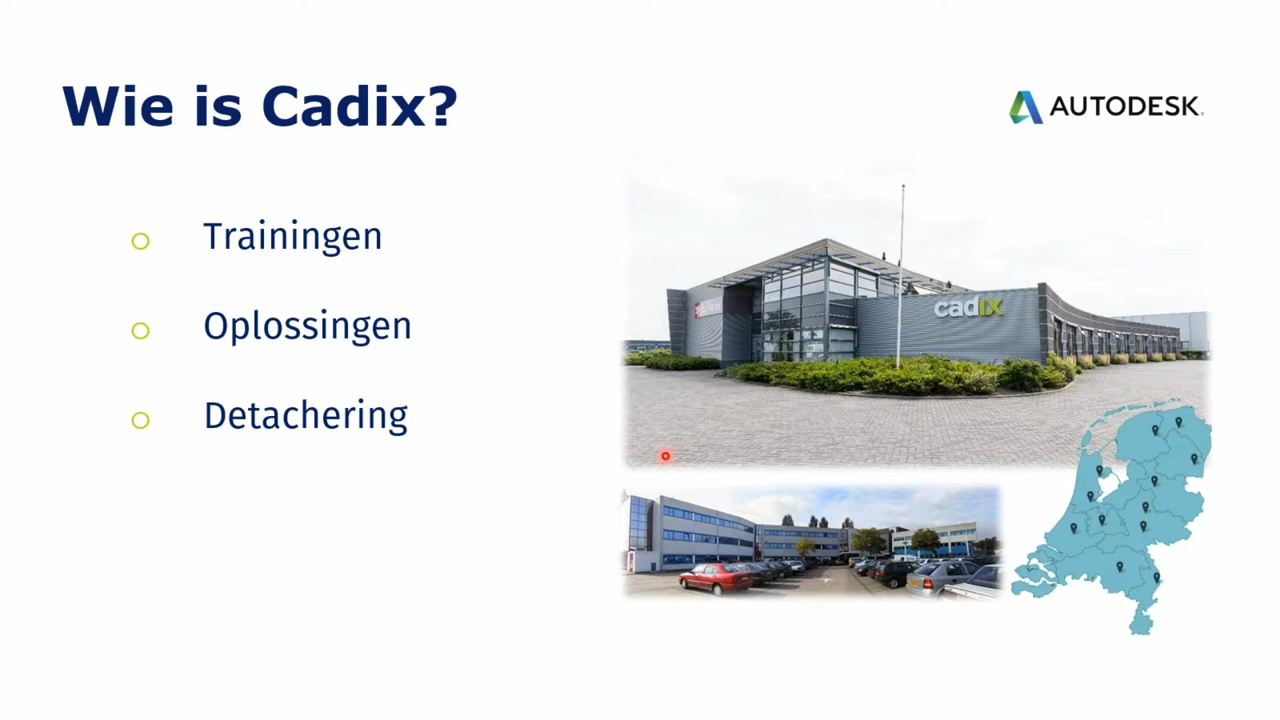 Wie is Cadix?
AUTODESK.
Trainingen
Oplossingen
Detachering
cadix